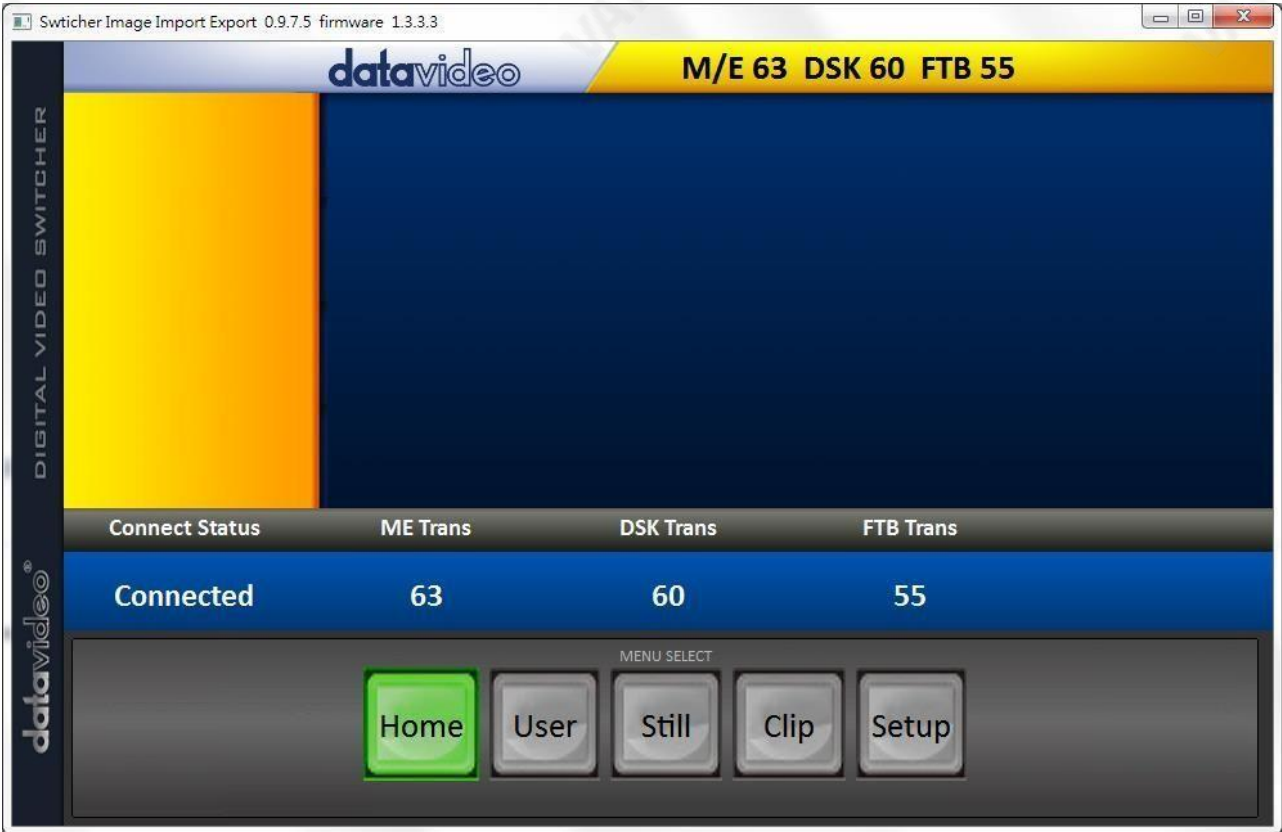 Swticher Image Import Export 0.9.7.5 firmware 1.3.3.3
datavideo
M/E 63 DSK 60 FTB 55
DIGITAL VIDEO SWITCHER
datavideo®
Connect Status ME Trans DSK Trans FTB Trans
Connected 63 60 55
MENU SELECT
Home User Still Clip Setup